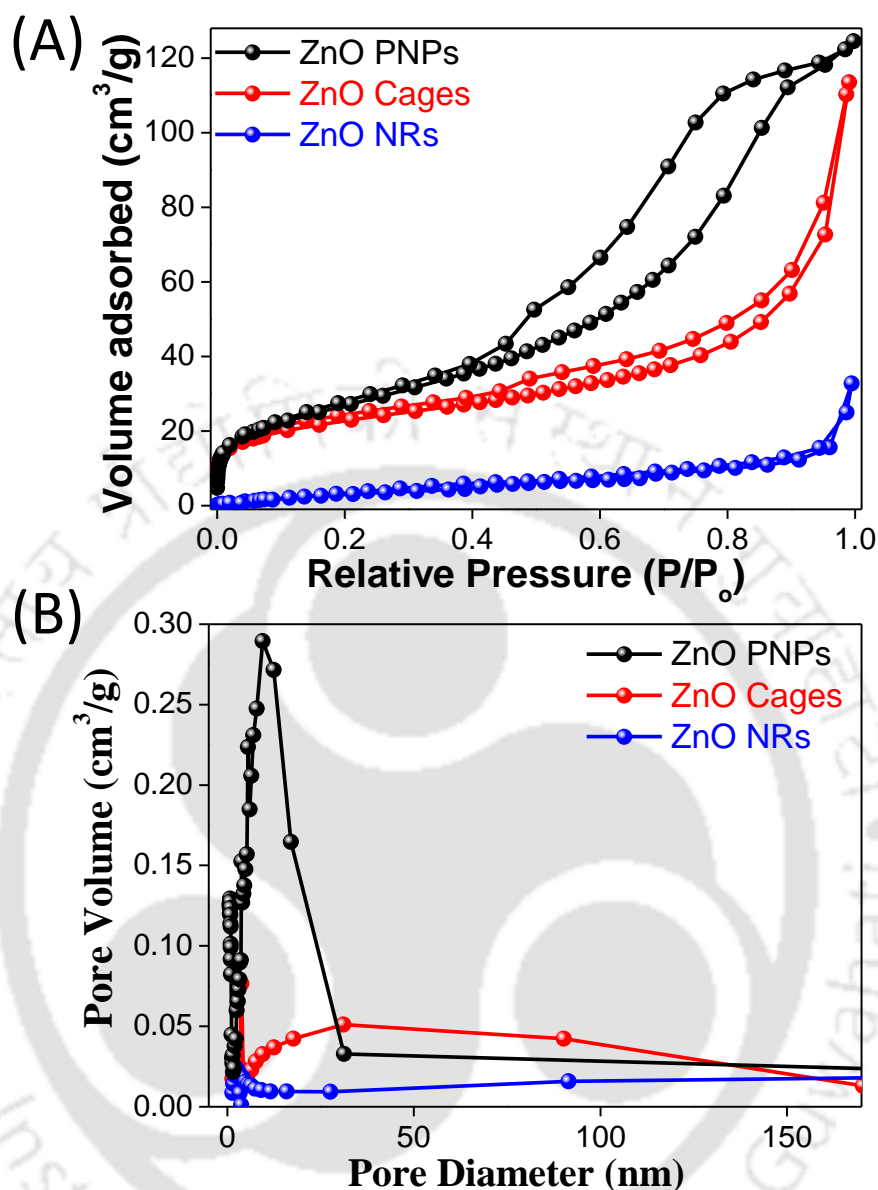 (A)
ZnO PNPs
ZnO Cages
ZnO NRs
Volume adsorbed (cm³/g)
120
100
80
60
40
20
0
0.0 0.2 0.4 0.6 0.8 1.0
Relative Pressure (P/Pₒ)
(B)
ZnO PNPs
ZnO Cages
ZnO NRs
Pore Volume (cm³/g)
0.30
0.25
0.20
0.15
0.10
0.05
0.00
0 50 100 150
Pore Diameter (nm)